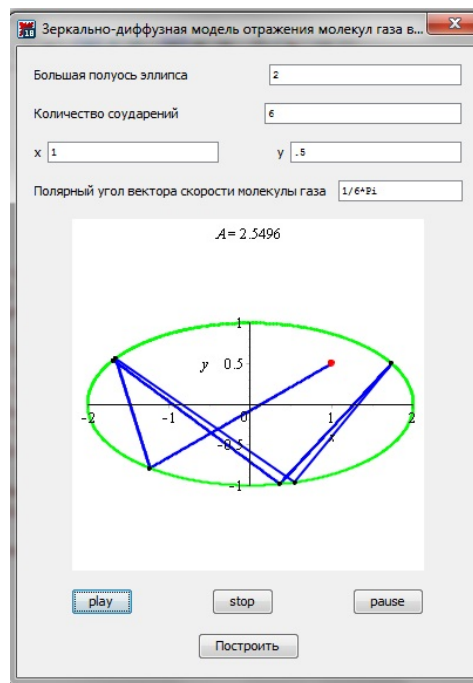 Зеркально-диффузная модель отражения молекул газа в...
Большая полуось эллипса 2
Количество соударений 6
x 1 y .5
Полярный угол вектора скорости молекулы газа 1/6*Pi
A = 2.5496
1
y 0.5
-2 -1 0 1 2
x
-0.5
-1
play stop pause
Построить